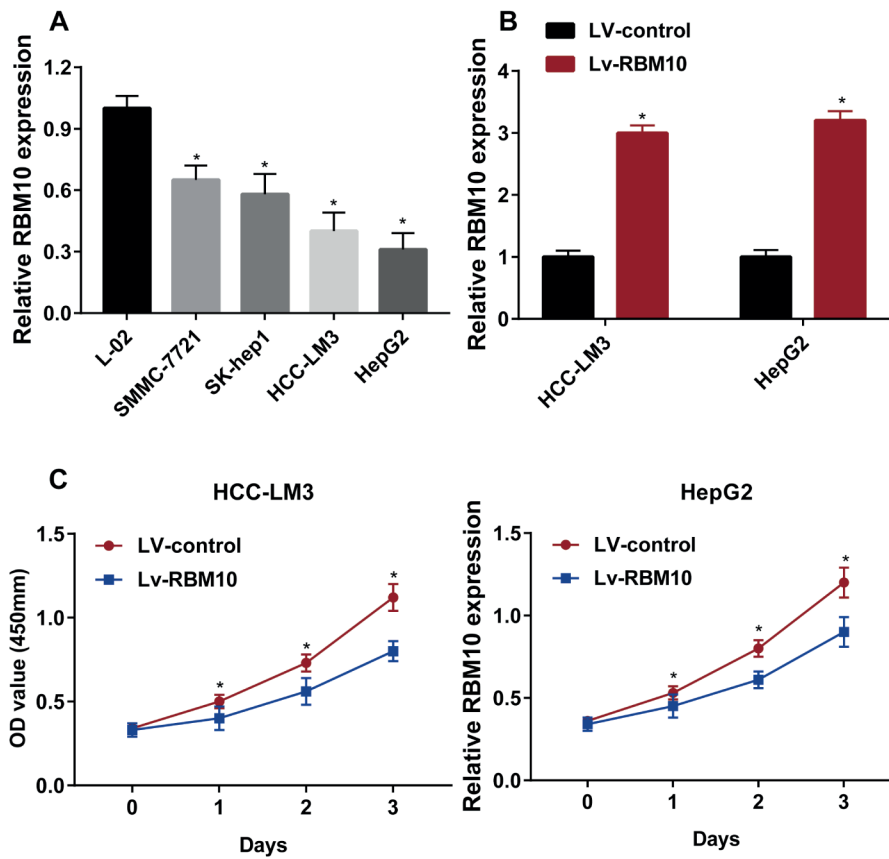 A
Relative RBM10 expression
1.2
0.9
0.6
0.3
0.0
*
*
*
*
L-02
SMMC-7721
SK-hep1
HCC-LM3
HepG2
B
LV-control
Lv-RBM10
Relative RBM10 expression
4
3
2
1
0
*
*
HCC-LM3
HepG2
C
HCC-LM3
LV-control
Lv-RBM10
OD value (450mm)
1.5
1.0
0.5
0.0
*
*
*
0 1 2 3
Days
HepG2
LV-control
Lv-RBM10
Relative RBM10 expression
1.5
1.0
0.5
0.0
*
*
*
0 1 2 3
Days